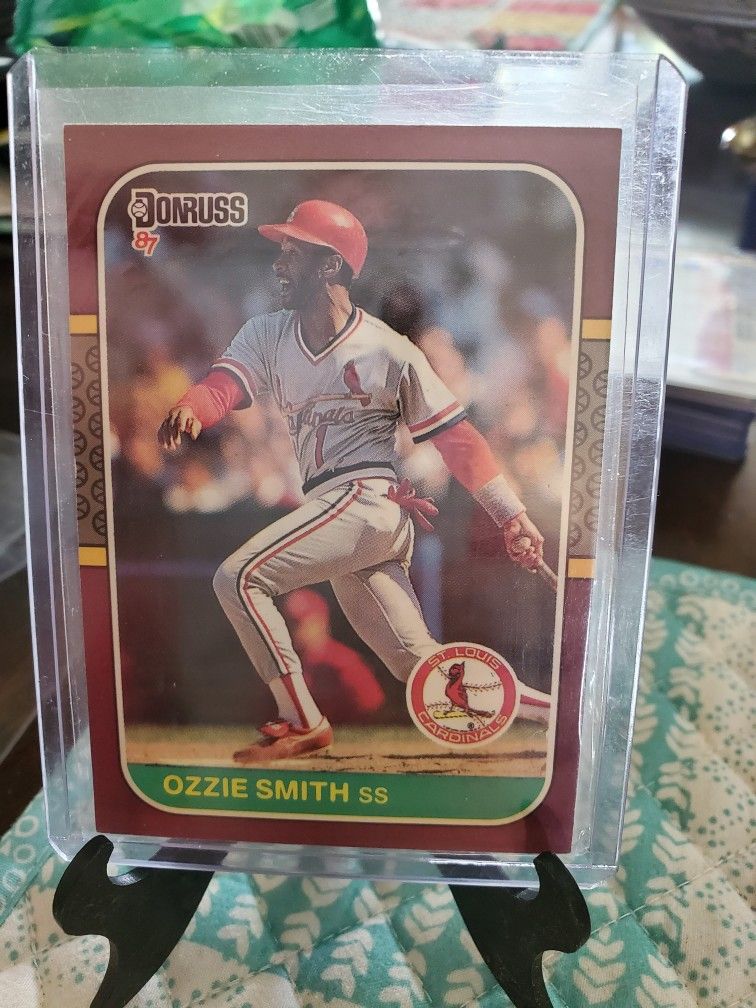 DONRUSS
87
Cardinals
1
ST. LOUIS
CARDINALS
OZZIE SMITH SS